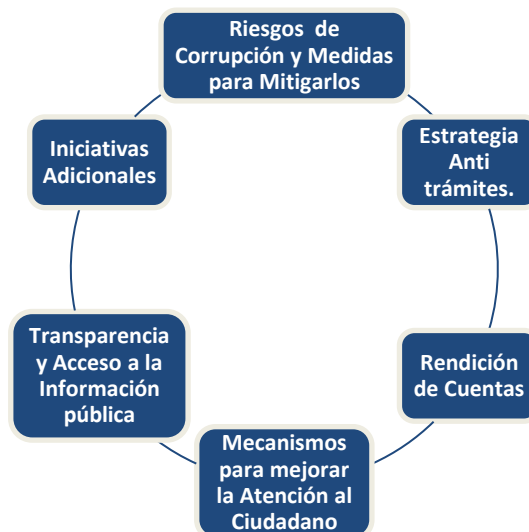 Riesgos de
Corrupción y Medidas
para Mitigarlos
Estrategia
Anti
trámites.
Rendición
de Cuentas
Mecanismos
para mejorar
la Atención al
Ciudadano
Transparencia
y Acceso a la
Información
pública
Iniciativas
Adicionales